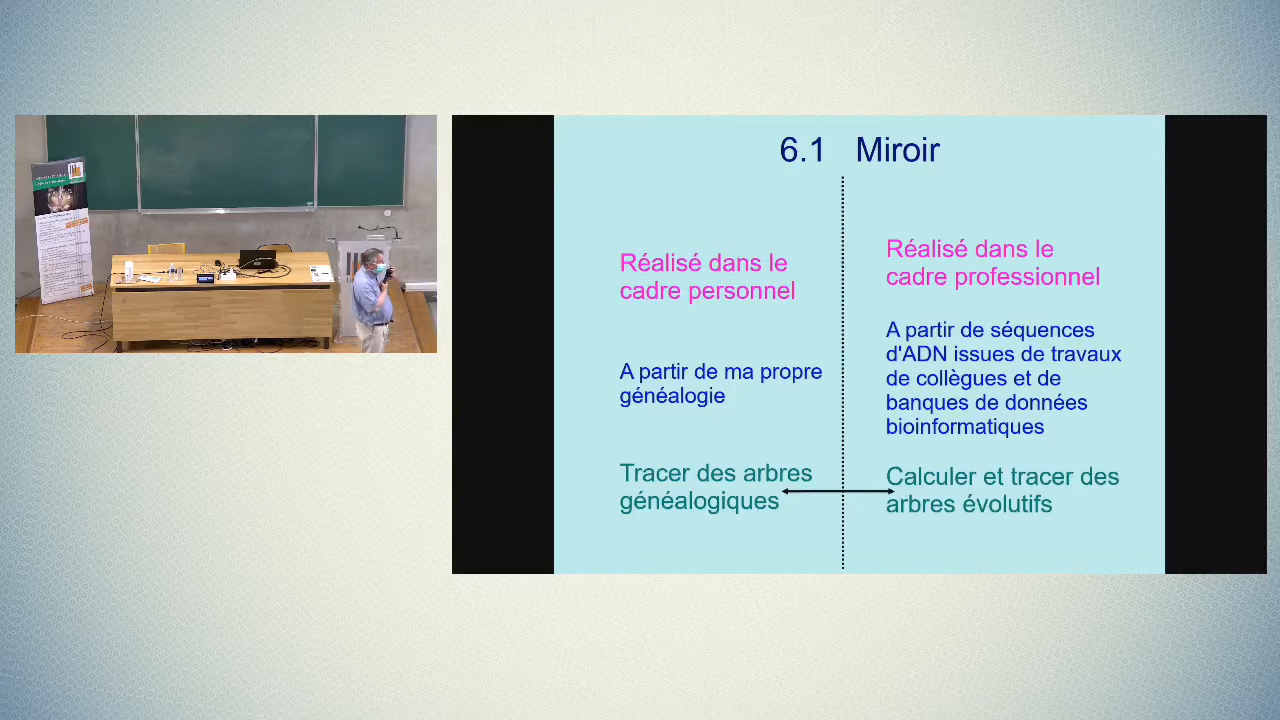 6.1 Miroir
Réalisé dans le
cadre personnel
A partir de ma propre
généalogie
Tracer des arbres
généalogiques
Réalisé dans le
cadre professionnel
A partir de séquences
d'ADN issues de travaux
de collègues et de
banques de données
bioinformatiques
Calculer et tracer des
arbres évolutifs